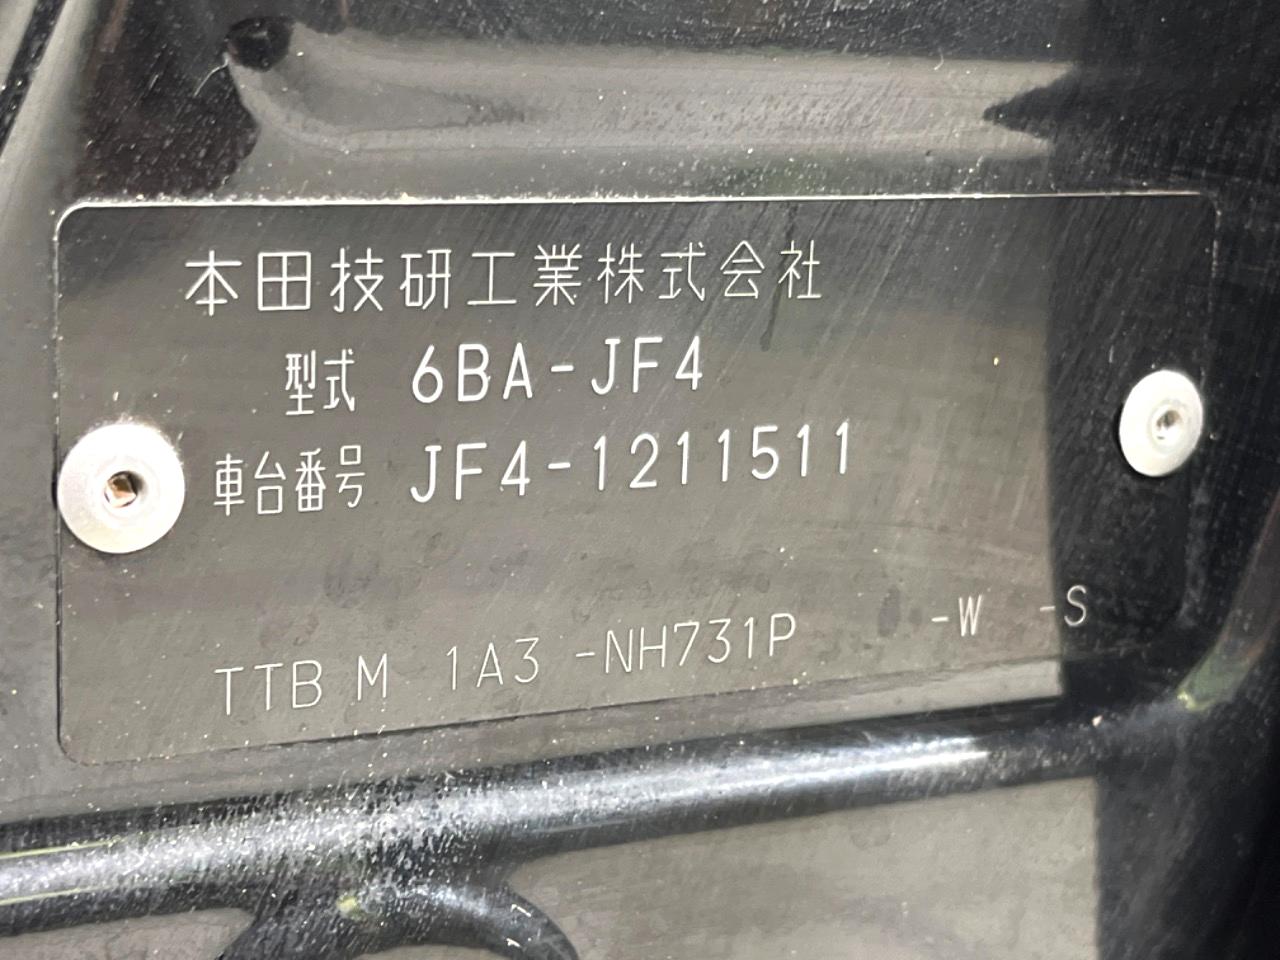 本田技研工業株式会社
型式 6BA-JF4
車台番号 JF4-1211511
TTB M 1A3 -NH731P -W -S